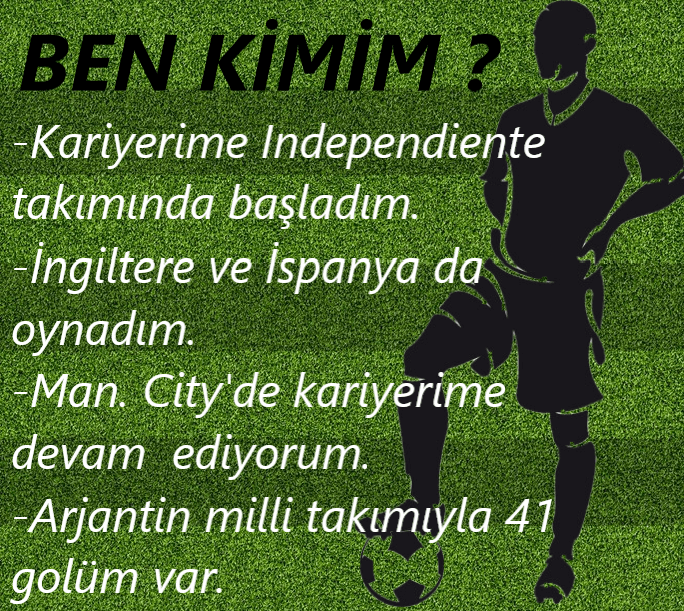 BEN KİMİM ?
-Kariyerime Independiente
takımında başladım.
-İngiltere ve İspanya da
oynadım.
-Man. City'de kariyerime
devam  ediyorum.
-Arjantin milli takımıyla 41
golüm var.